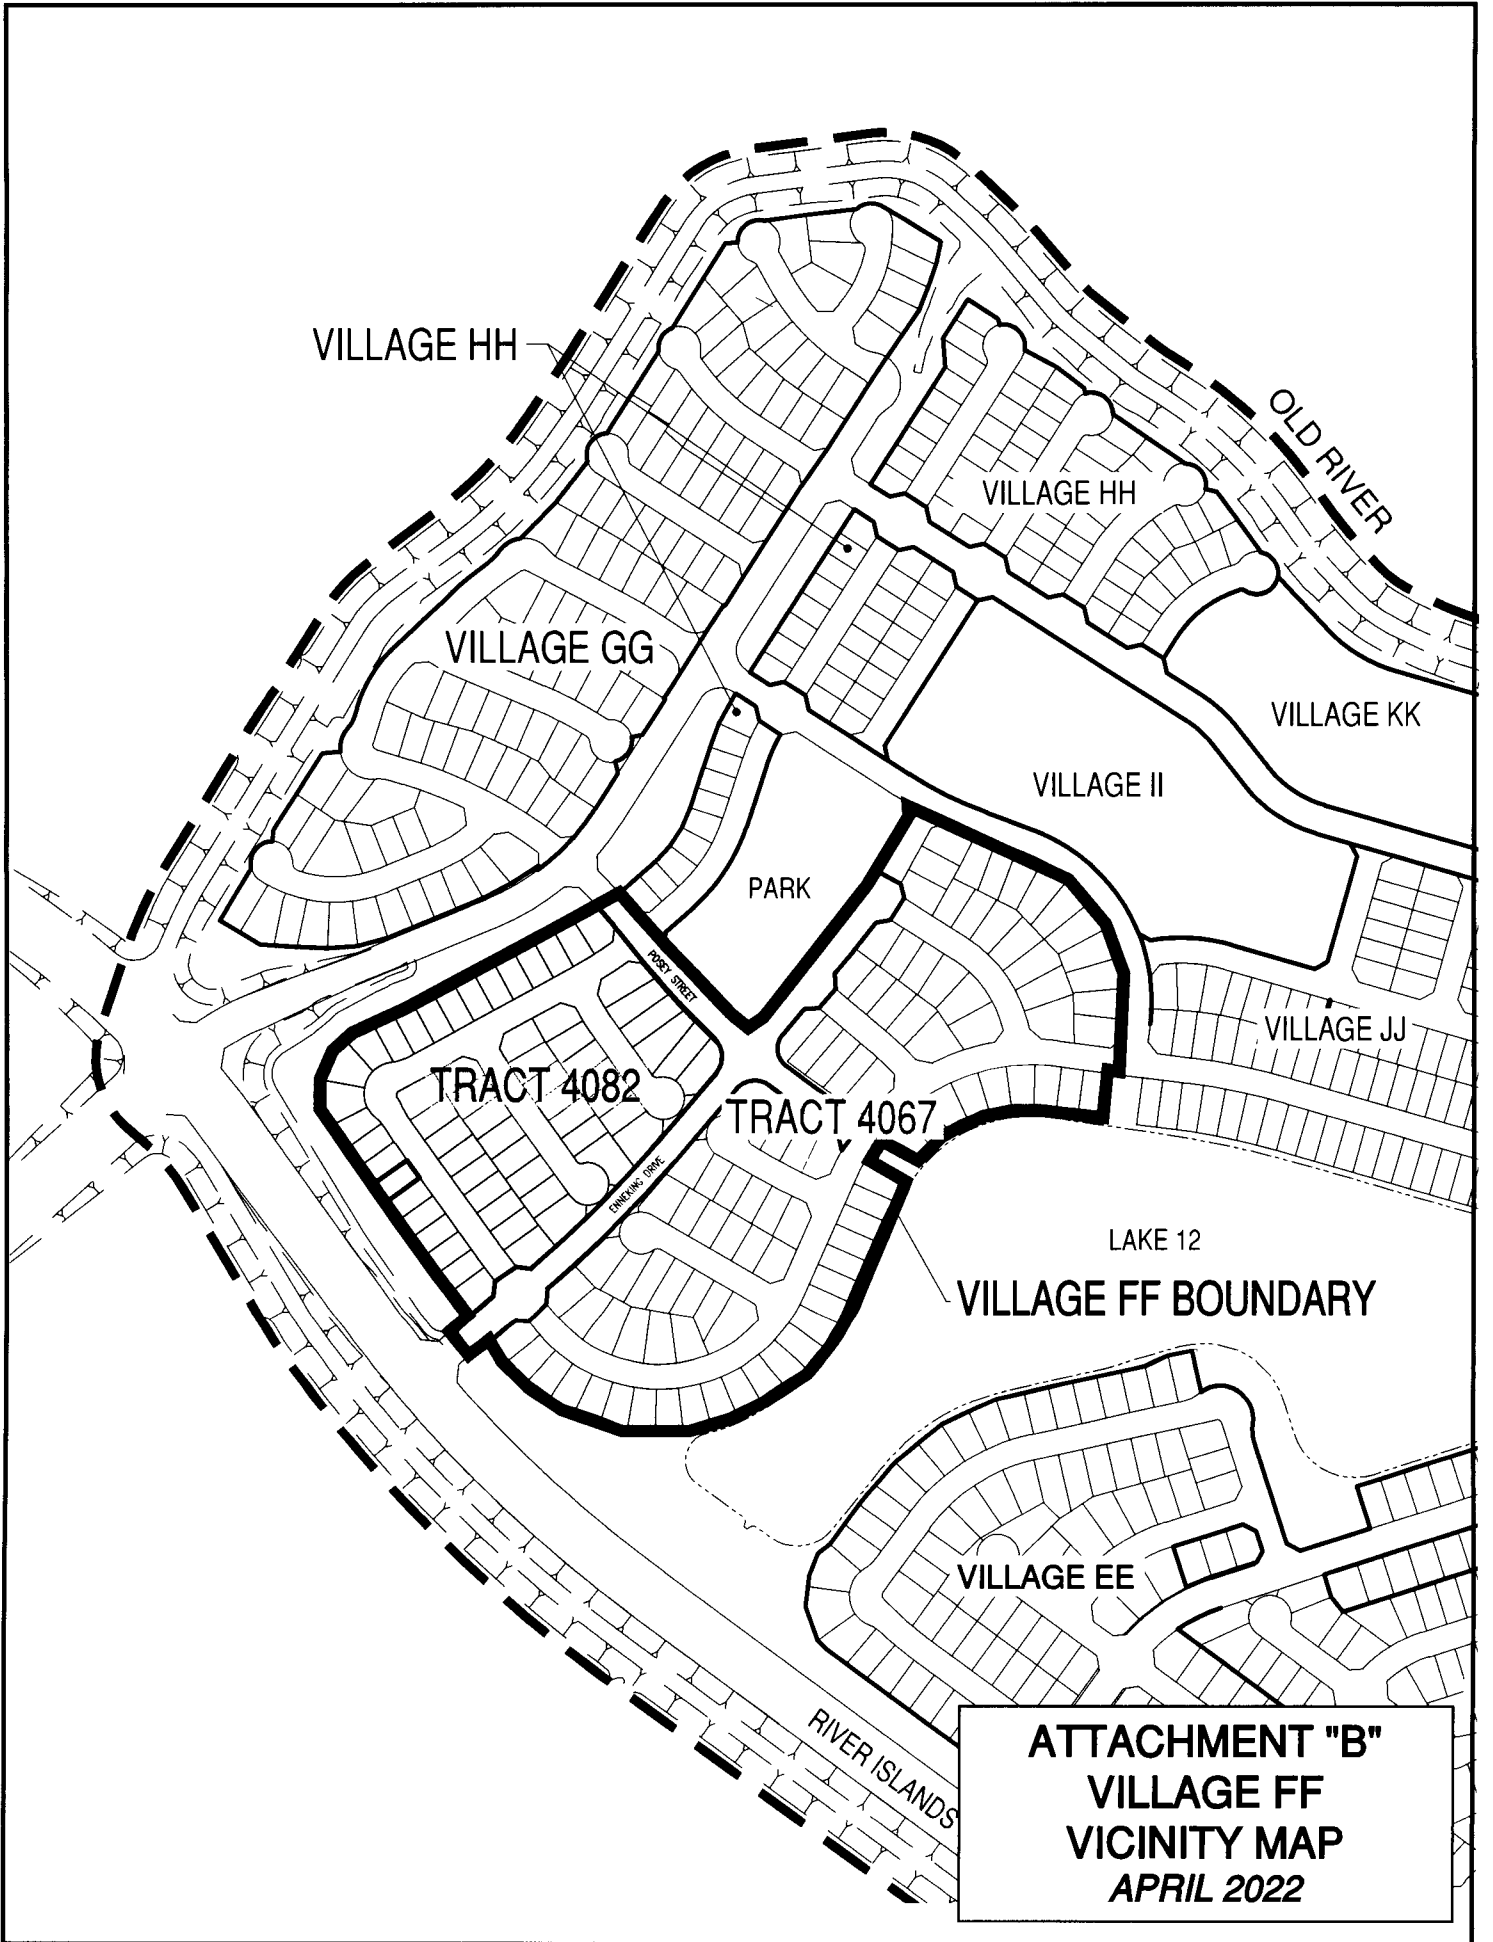 VILLAGE HH
OLD RIVER
VILLAGE HH
VILLAGE GG
VILLAGE KK
VILLAGE II
PARK
POSEY STREET
VILLAGE JJ
TRACT 4082
TRACT 4067
ENNEKING DRIVE
LAKE 12
VILLAGE FF BOUNDARY
VILLAGE EE
RIVER ISLANDS
ATTACHMENT "B"
VILLAGE FF
VICINITY MAP
APRIL 2022